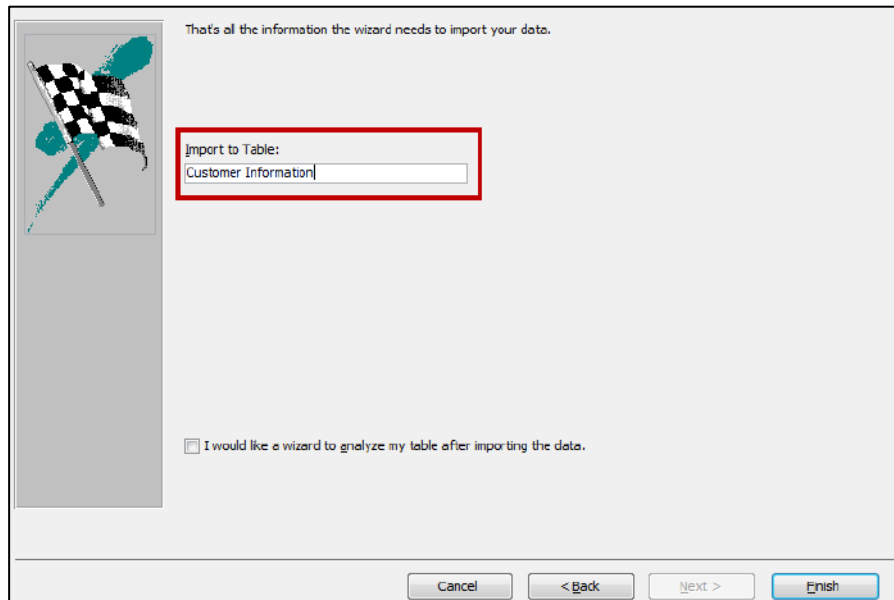 That's all the information the wizard needs to import your data.
Import to Table:
Customer Information
I would like a wizard to analyze my table after importing the data.
Cancel
< Back
Next >
Finish